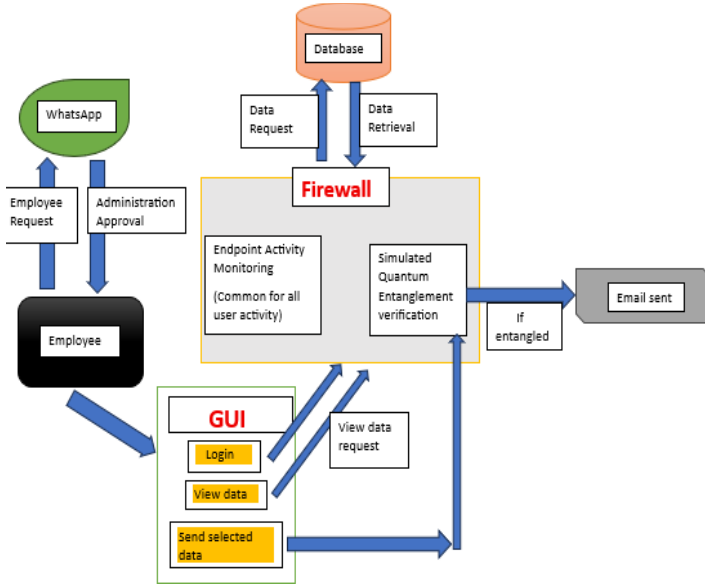 Database
WhatsApp
Data
Request
Data
Retrieval
Firewall
Employee
Request
Administration
Approval
Endpoint Activity
Monitoring
(Common for all
user activity)
Simulated
Quantum
Entanglement
verification
Email sent
If
entangled
Employee
GUI
Login
View data
request
View data
Send selected
data